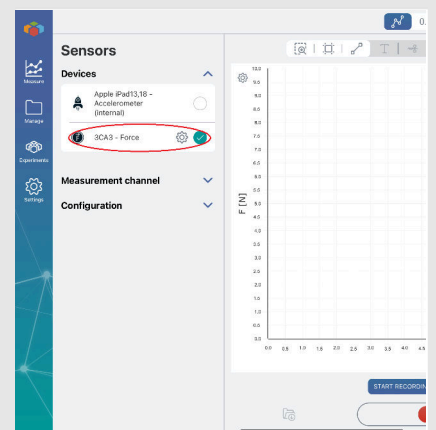 0.
Sensors
Devices
Apple iPad13,18 -
Accelerometer
(internal)
3CA3 - Force
Measurement channel
Configuration
Measure
Manage
Experiments
Settings
T
F [N]
10.0
9.5
9.0
8.5
8.0
7.5
7.0
6.5
6.0
5.5
5.0
4.5
4.0
3.5
3.0
2.5
2.0
1.5
1.0
0.5
0.0
0.0 0.5 1.0 1.5 2.0 2.5 3.0 3.5 4.0 4.5
START RECORDIN